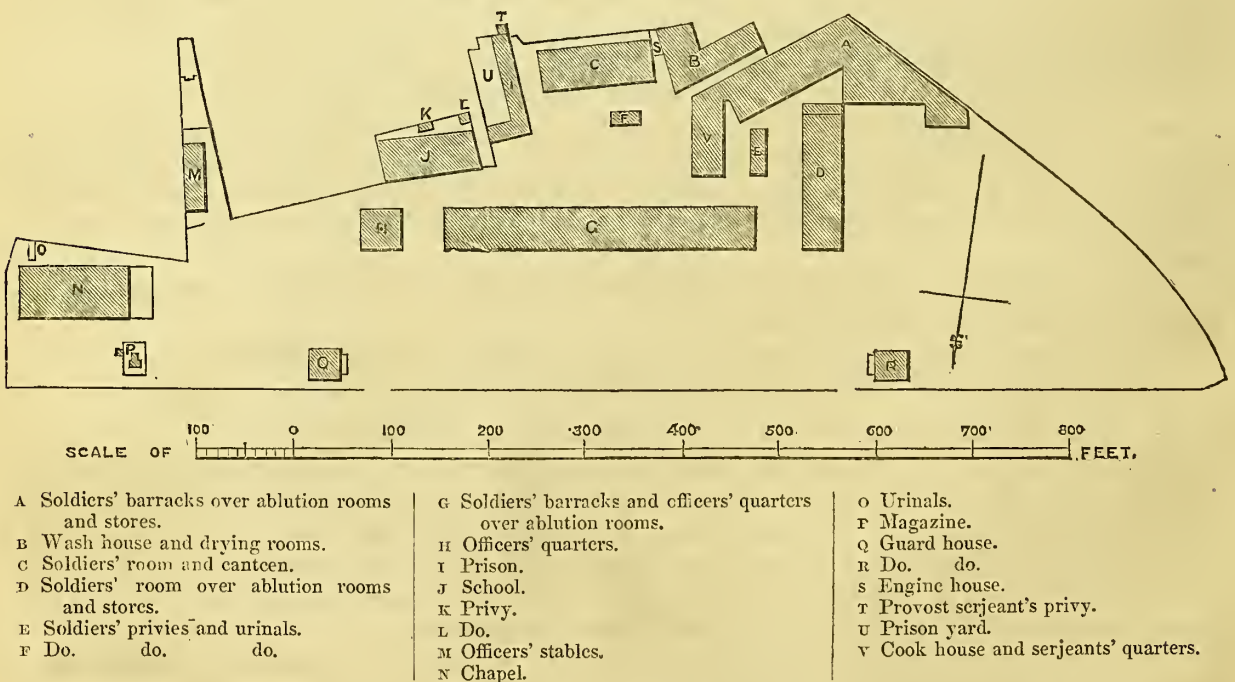 T
A
U
I
C
S
B
K
L
F
J
V
E
M
D
H
G
O
N
P
Q
R
100 0 100 200 300 400 500 600 700 800
SCALE OF FEET.
A Soldiers' barracks over ablution rooms
and stores.
B Wash house and drying rooms.
C Soldiers' room and canteen.
D Soldiers' room over ablution rooms
and stores.
E Soldiers' privies and urinals.
F Do. do. do.
G Soldiers' barracks and officers' quarters
over ablution rooms.
H Officers' quarters.
I Prison.
J School.
K Privy.
L Do.
M Officers' stables.
N Chapel.
O Urinals.
P Magazine.
Q Guard house.
R Do. do.
S Engine house.
T Provost serjeant's privy.
U Prison yard.
V Cook house and serjeants' quarters.